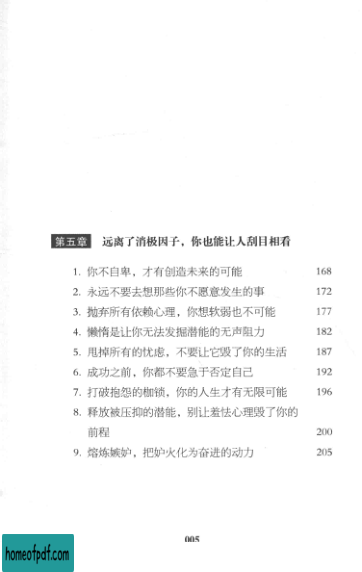 第五章 远离了消极因子，你也能让人刮目相看
1. 你不自卑，才有创造未来的可能 168
2. 永远不要去想那些你不愿意发生的事 172
3. 抛弃所有依赖心理，你想软弱也不可能 177
4. 懒惰是让你无法发掘潜能的无声阻力 182
5. 甩掉所有的忧虑，不要让它毁了你的生活 187
6. 成功之前，你都不要急于否定自己 192
7. 打破抱怨的枷锁，你的人生才有无限可能 196
8. 释放被压抑的潜能，别让羞怯心理毁了你的
前程 200
9. 熔炼嫉妒，把妒火化为奋进的动力 205
005
homeofpdf.com